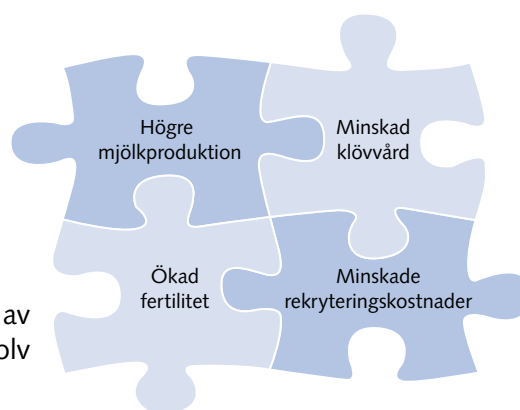 Högre
mjölkproduktion
Minskad
klövvård
Ökad
fertilitet
Minskade
rekryteringskostnader
av
olv